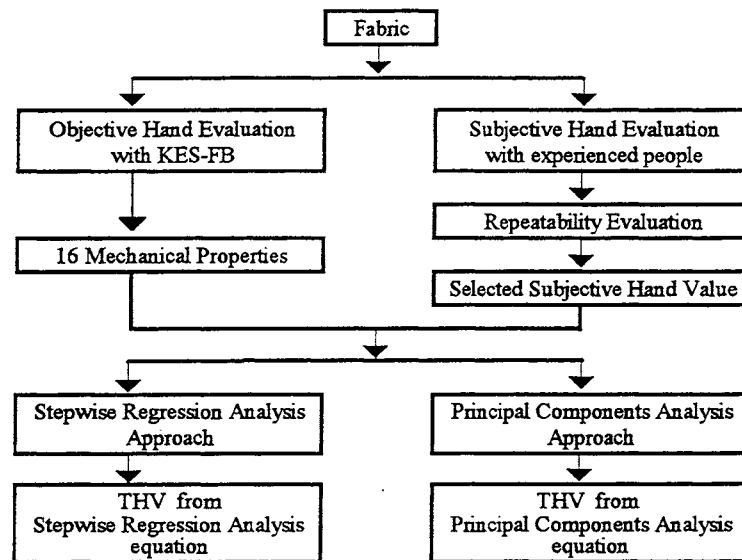 Fabric
Objective Hand Evaluation
with KES-FB
Subjective Hand Evaluation
with experienced people
Repeatability Evaluation
16 Mechanical Properties
Selected Subjective Hand Value
Stepwise Regression Analysis
Approach
Principal Components Analysis
Approach
THV from
Stepwise Regression Analysis
equation
THV from
Principal Components Analysis
equation